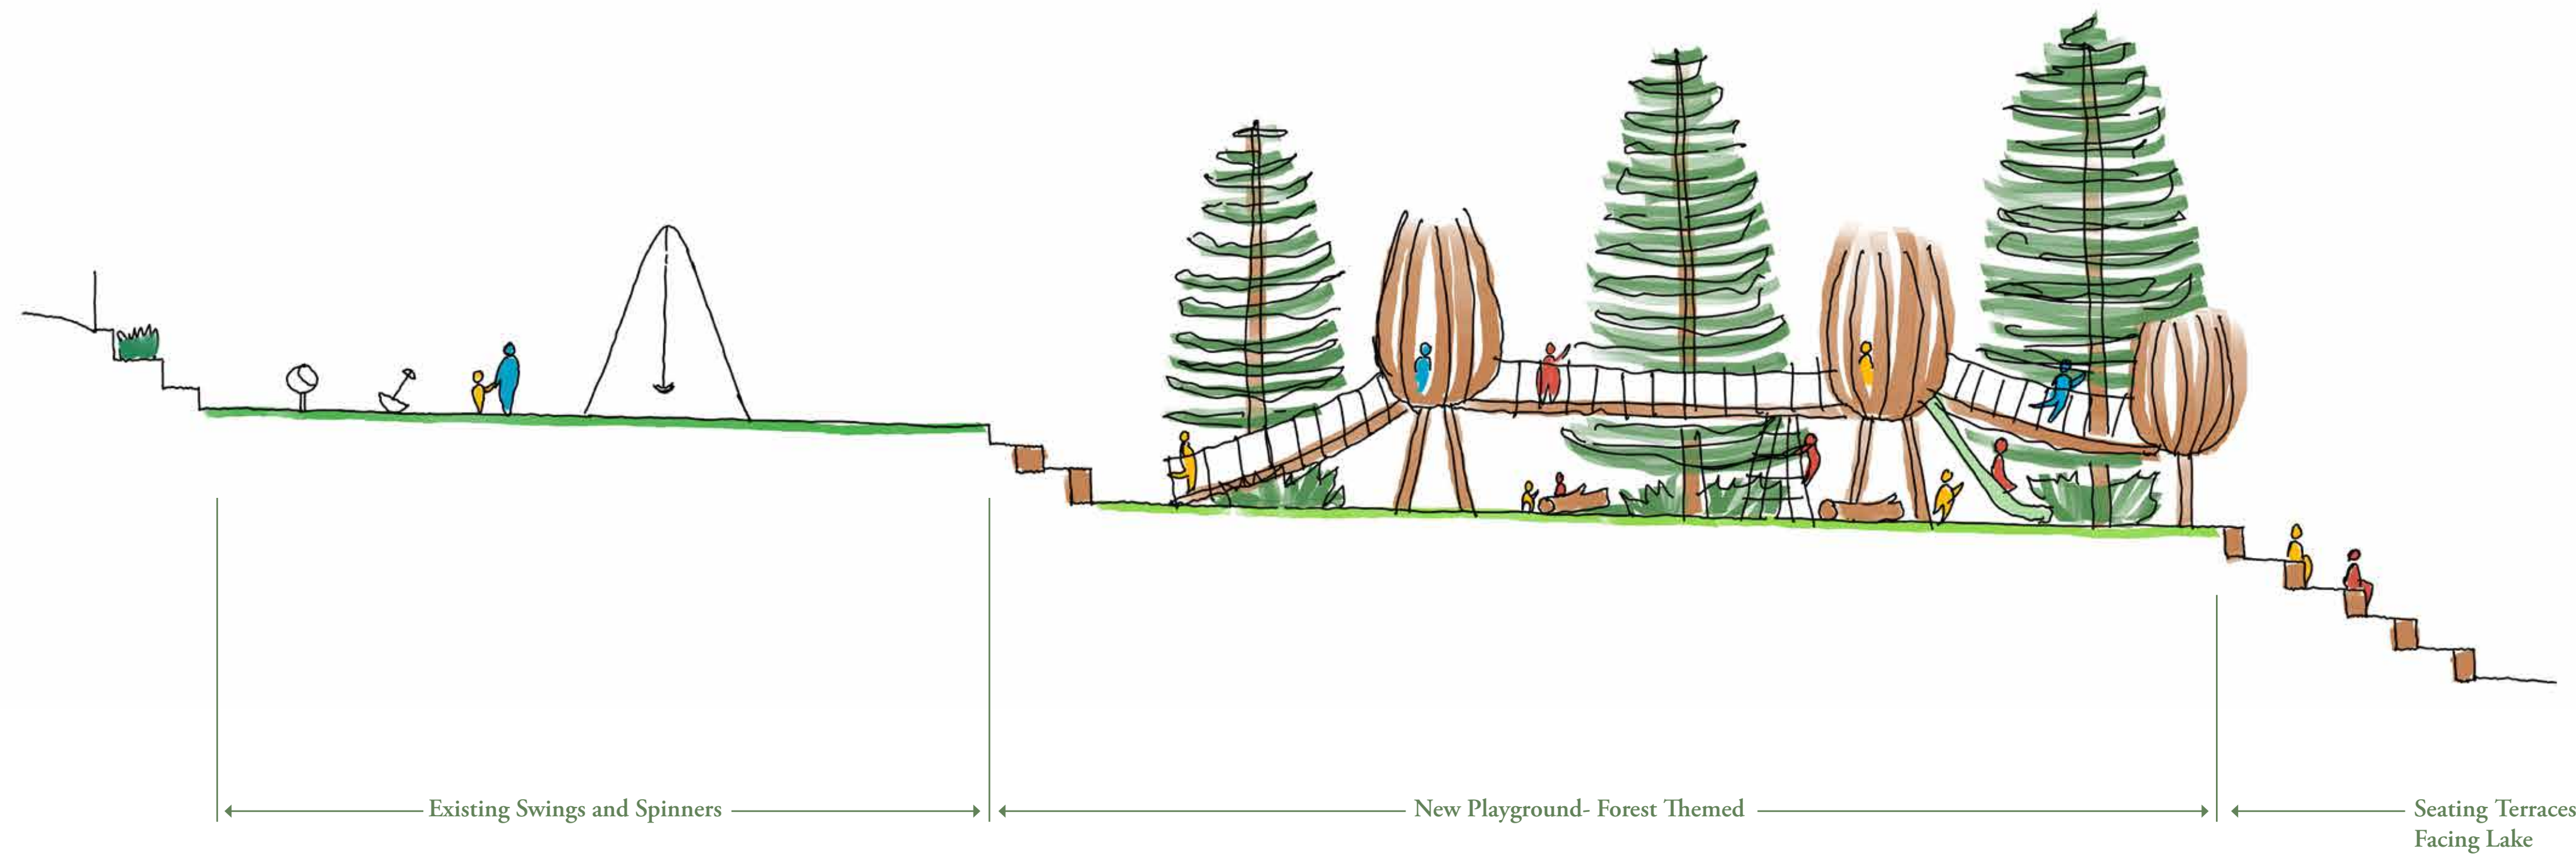 Existing Swings and Spinners
New Playground- Forest Themed
Seating Terraces
Facing Lake